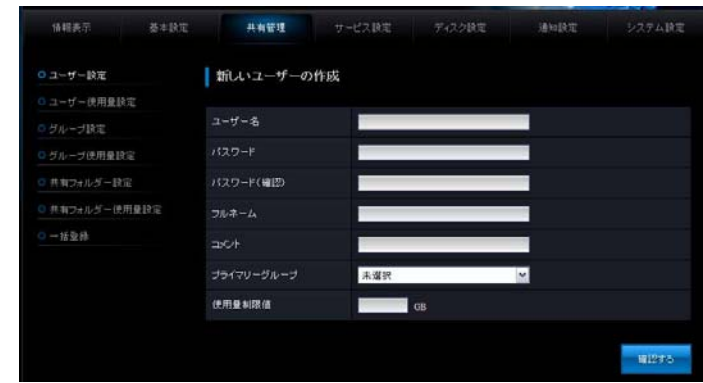 情報表示 基本設定 共有管理 サービス設定 ディスク設定 通知設定 システム設定
ユーザー設定
ユーザー使用量設定
グループ設定
グループ使用量設定
共有フォルダー設定
共有フォルダー使用量設定
一括登録
新しいユーザーの作成
ユーザー名
パスワード
パスワード(確認)
フルネーム
コメント
プライマリーグループ 未選択
使用量制限値 GB
確認する